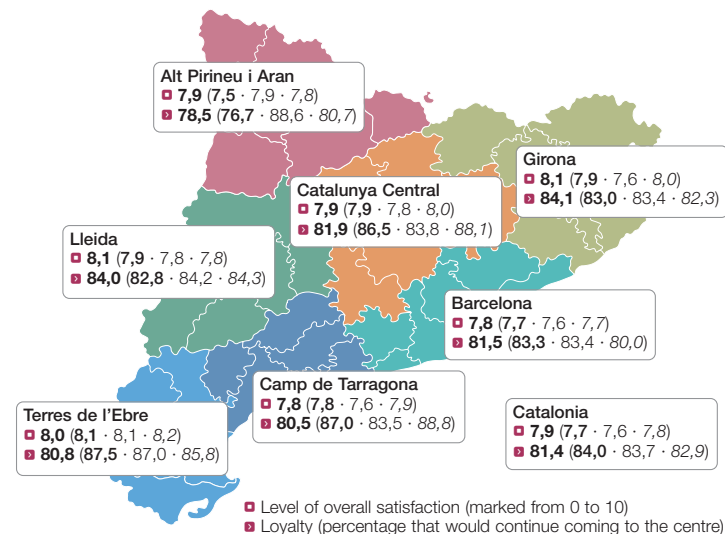 Alt Pirineu i Aran
7,9 (7,5 · 7,9 · 7,8)
78,5 (76,7 · 88,6 · 80,7)
Girona
8,1 (7,9 · 7,6 · 8,0)
84,1 (83,0 · 83,4 · 82,3)
Catalunya Central
7,9 (7,9 · 7,8 · 8,0)
81,9 (86,5 · 83,8 · 88,1)
Lleida
8,1 (7,9 · 7,8 · 7,8)
84,0 (82,8 · 84,2 · 84,3)
Barcelona
7,8 (7,7 · 7,6 · 7,7)
81,5 (83,3 · 83,4 · 80,0)
Camp de Tarragona
7,8 (7,8 · 7,6 · 7,9)
80,5 (87,0 · 83,5 · 88,8)
Terres de l'Ebre
8,0 (8,1 · 8,1 · 8,2)
80,8 (87,5 · 87,0 · 85,8)
Catalonia
7,9 (7,7 · 7,6 · 7,8)
81,4 (84,0 · 83,7 · 82,9)
Level of overall satisfaction (marked from 0 to 10)
Loyalty (percentage that would continue coming to the centre)